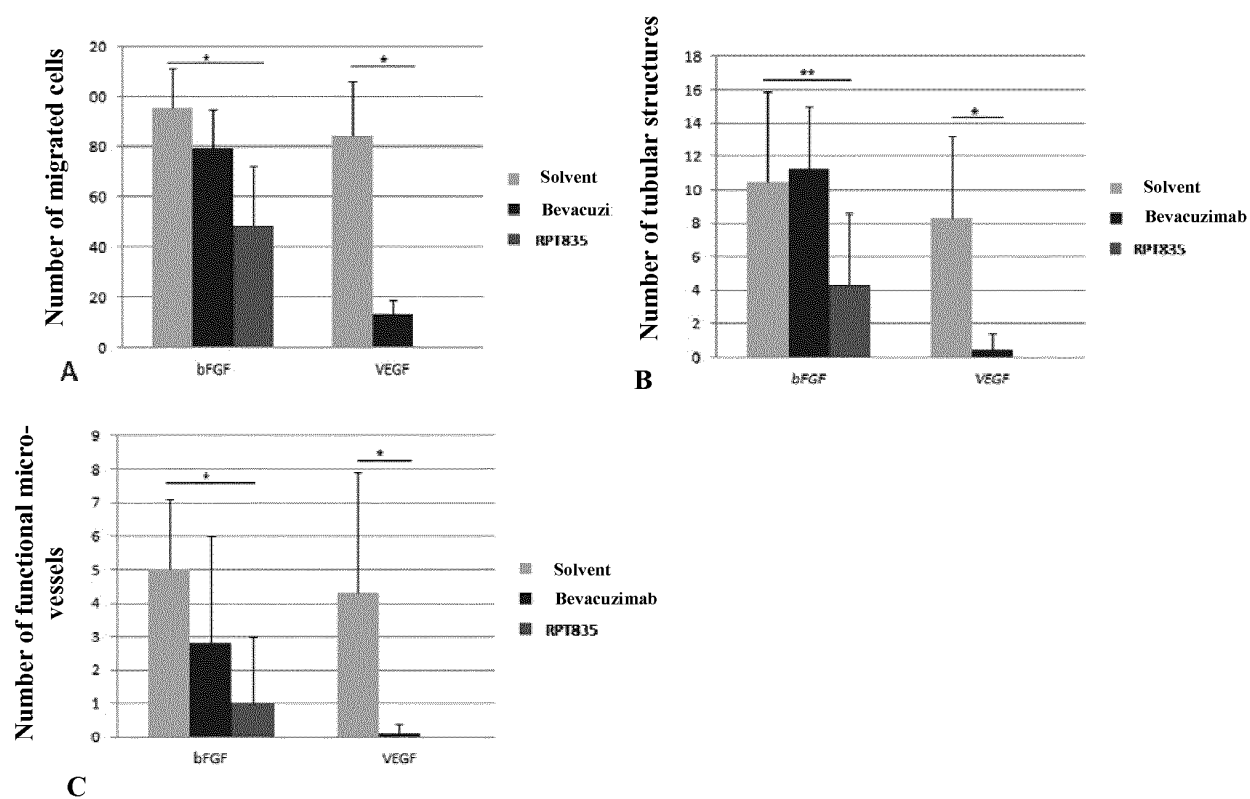 Number of migrated cells
20
00
80
60
40
20
0
*
*
bFGF
VEGF
Solvent
Bevacuzi
RPT835
A
Number of tubular structures
18
16
14
12
10
8
6
4
2
0
**
*
bFGF
VEGF
Solvent
Bevacuzimab
RPT835
B
Number of functional micro-
vessels
9
8
7
6
5
4
3
2
1
0
*
*
bFGF
VEGF
Solvent
Bevacuzimab
RPT835
C